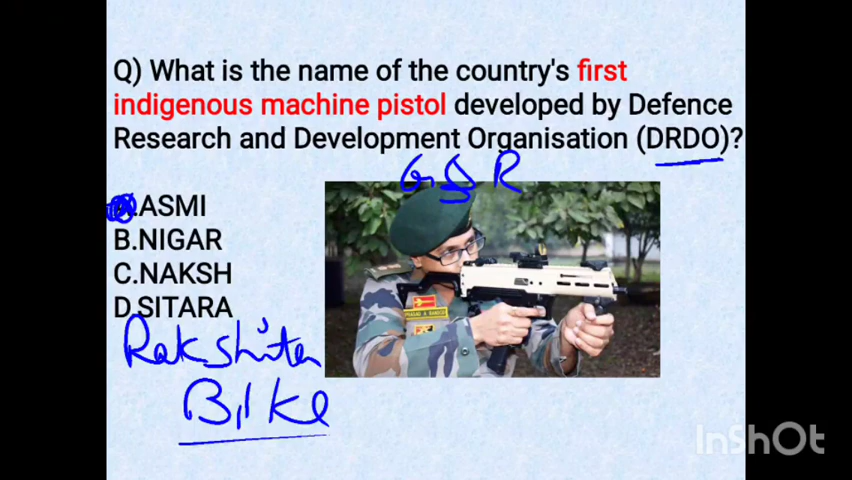 Q) What is the name of the country's first
indigenous machine pistol developed by Defence
Research and Development Organisation (DRDO)?
A.ASMI
B.NIGAR
C.NAKSH
D.SITARA
Rakshita
Bike
InShOt